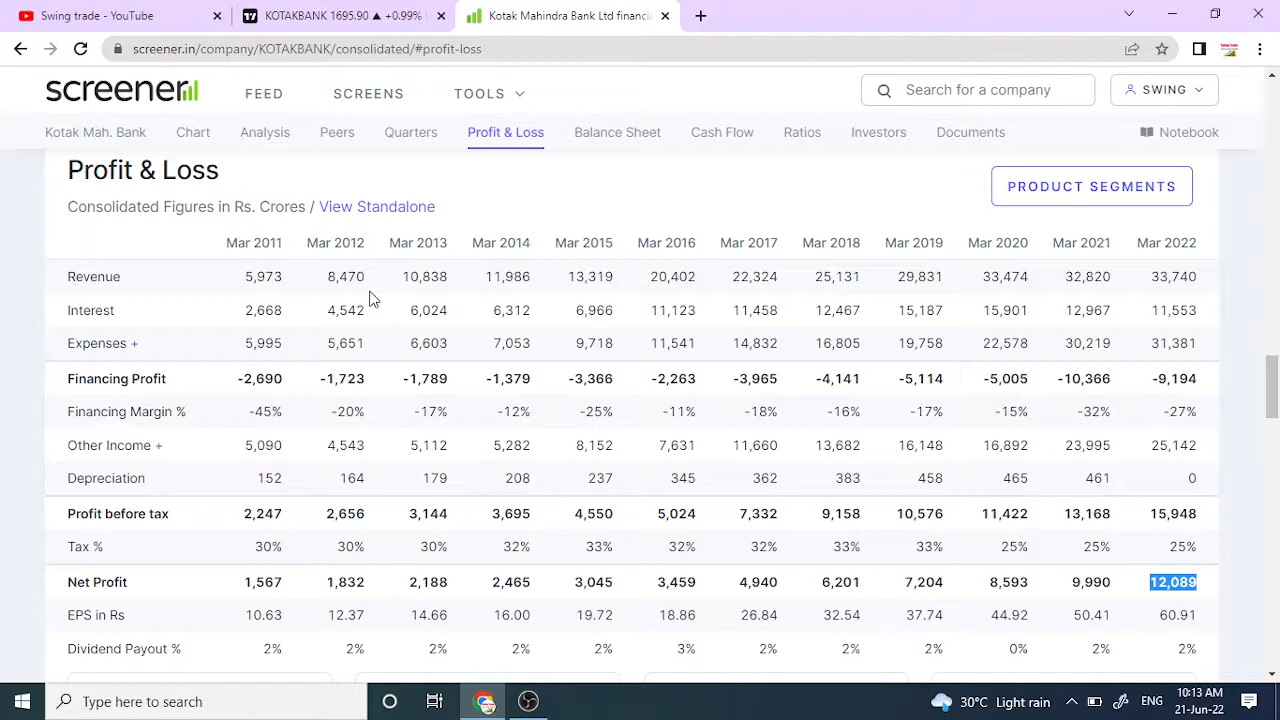 Swing trade - YouTube
KOTAKBANK 1695.90 ▲ +0.99%
Kotak Mahindra Bank Ltd financi
screener.in/company/KOTAKBANK/consolidated/#profit-loss
screener FEED SCREENS TOOLS Search for a company SWING
Kotak Mah. Bank Chart Analysis Peers Quarters Profit & Loss Balance Sheet Cash Flow Ratios Investors Documents Notebook
Profit & Loss
PRODUCT SEGMENTS
Consolidated Figures in Rs. Crores / View Standalone
Mar 2011 Mar 2012 Mar 2013 Mar 2014 Mar 2015 Mar 2016 Mar 2017 Mar 2018 Mar 2019 Mar 2020 Mar 2021 Mar 2022
Revenue 5,973 8,470 10,838 11,986 13,319 20,402 22,324 25,131 29,831 33,474 32,820 33,740
Interest 2,668 4,542 6,024 6,312 6,966 11,123 11,458 12,467 15,187 15,901 12,967 11,553
Expenses + 5,995 5,651 6,603 7,053 9,718 11,541 14,832 16,805 19,758 22,578 30,219 31,381
Financing Profit -2,690 -1,723 -1,789 -1,379 -3,366 -2,263 -3,965 -4,141 -5,114 -5,005 -10,366 -9,194
Financing Margin % -45% -20% -17% -12% -25% -11% -18% -16% -17% -15% -32% -27%
Other Income + 5,090 4,543 5,112 5,282 8,152 7,631 11,660 13,682 16,148 16,892 23,995 25,142
Depreciation 152 164 179 208 237 345 362 383 458 465 461 0
Profit before tax 2,247 2,656 3,144 3,695 4,550 5,024 7,332 9,158 10,576 11,422 13,168 15,948
Tax % 30% 30% 30% 32% 33% 32% 32% 33% 33% 25% 25% 25%
Net Profit 1,567 1,832 2,188 2,465 3,045 3,459 4,940 6,201 7,204 8,593 9,990 12,089
EPS in Rs 10.63 12.37 14.66 16.00 19.72 18.86 26.84 32.54 37.74 44.92 50.41 60.91
Dividend Payout % 2% 2% 2% 2% 2% 3% 2% 2% 2% 0% 2% 2%
Type here to search
30°C Light rain
ENG
10:13 AM
21-Jun-22